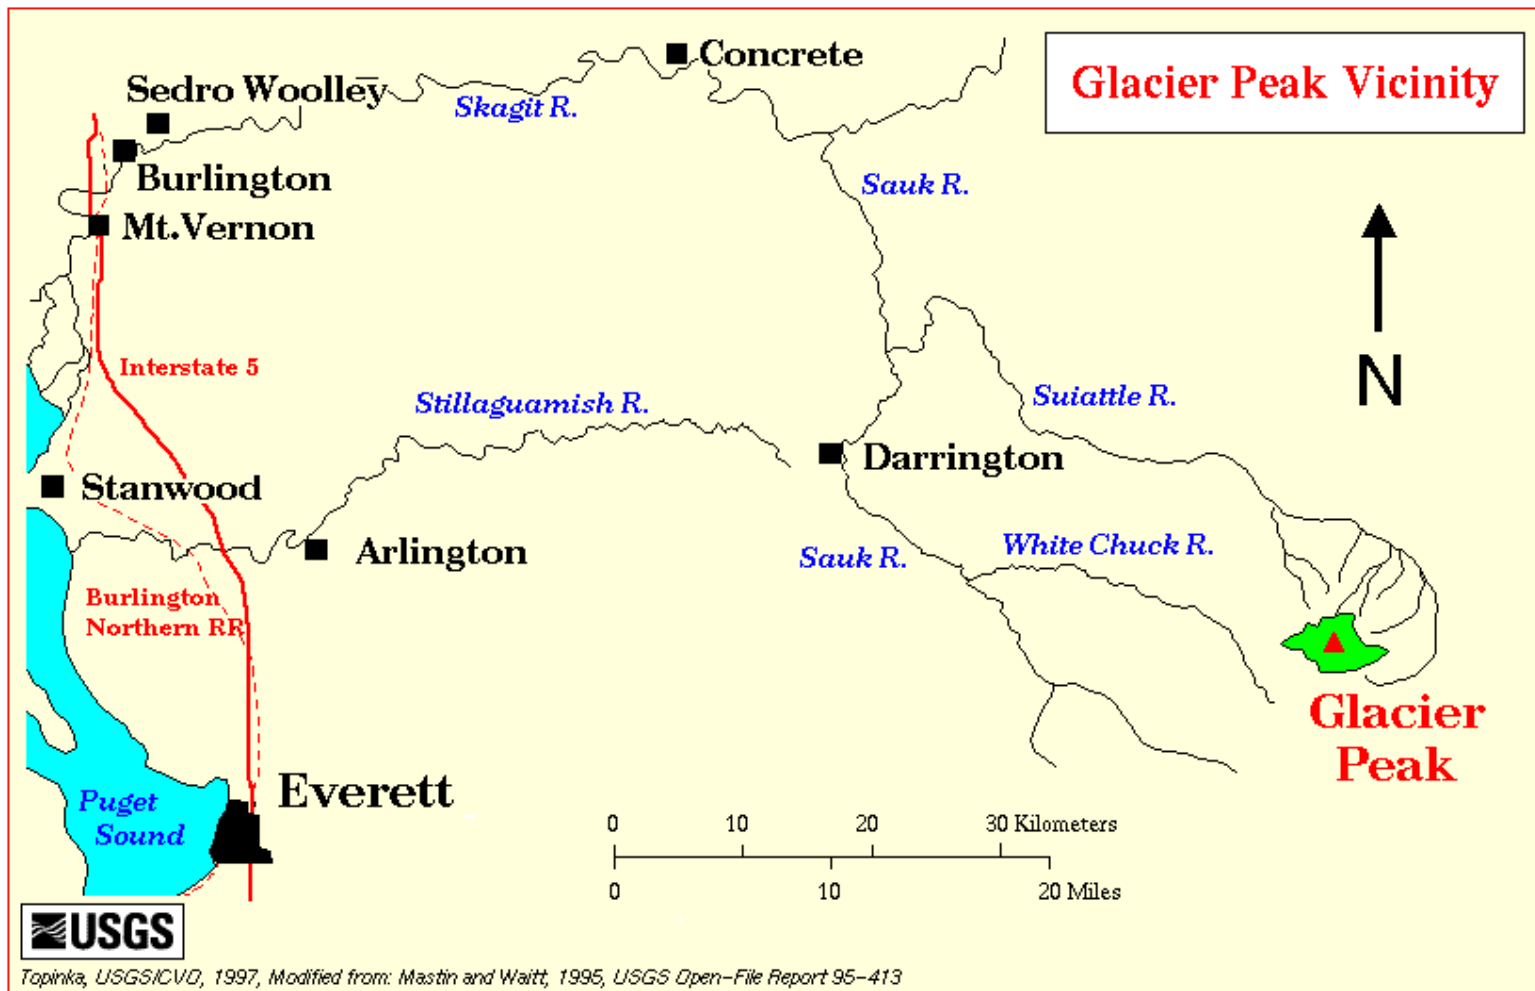 Concrete
Sedro Woolley
Glacier Peak Vicinity
Skagit R.
Burlington
Sauk R.
Mt.Vernon
Interstate 5
N
Stillaguamish R.
Suiattle R.
Darrington
Stanwood
Arlington
Sauk R.
White Chuck R.
Burlington
Northern RR
Glacier
Peak
Everett
Puget
Sound
0 10 20 30 Kilometers
0 10 20 Miles
USGS
Topinka, USGS/CVO, 1997, Modified from: Mastin and Waitt, 1995, USGS Open-File Report 95-413